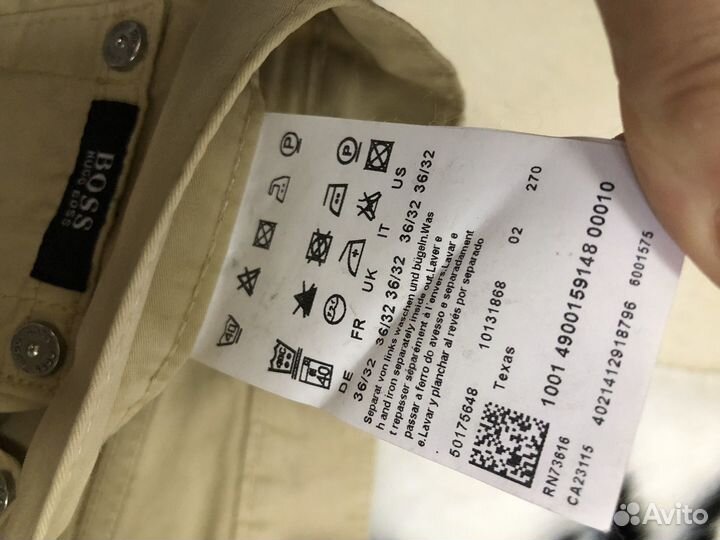 BOSS
HUGO BOSS
40
DE FR UK IT US
36/32 36/32 36/32 36/32 36/32
Separat von links waschen und bügeln.Was
h and iron separately inside out.Laver e
t repasser séparément à l'envers.Lavar e
passar a ferro do avesso e separadament
e.Lavar y planchar al revés por separado
50175648 10131868 02 270
Texas
1001 4900159148 00010
RN73616
CA23115 4021412918796 6001575
Avito